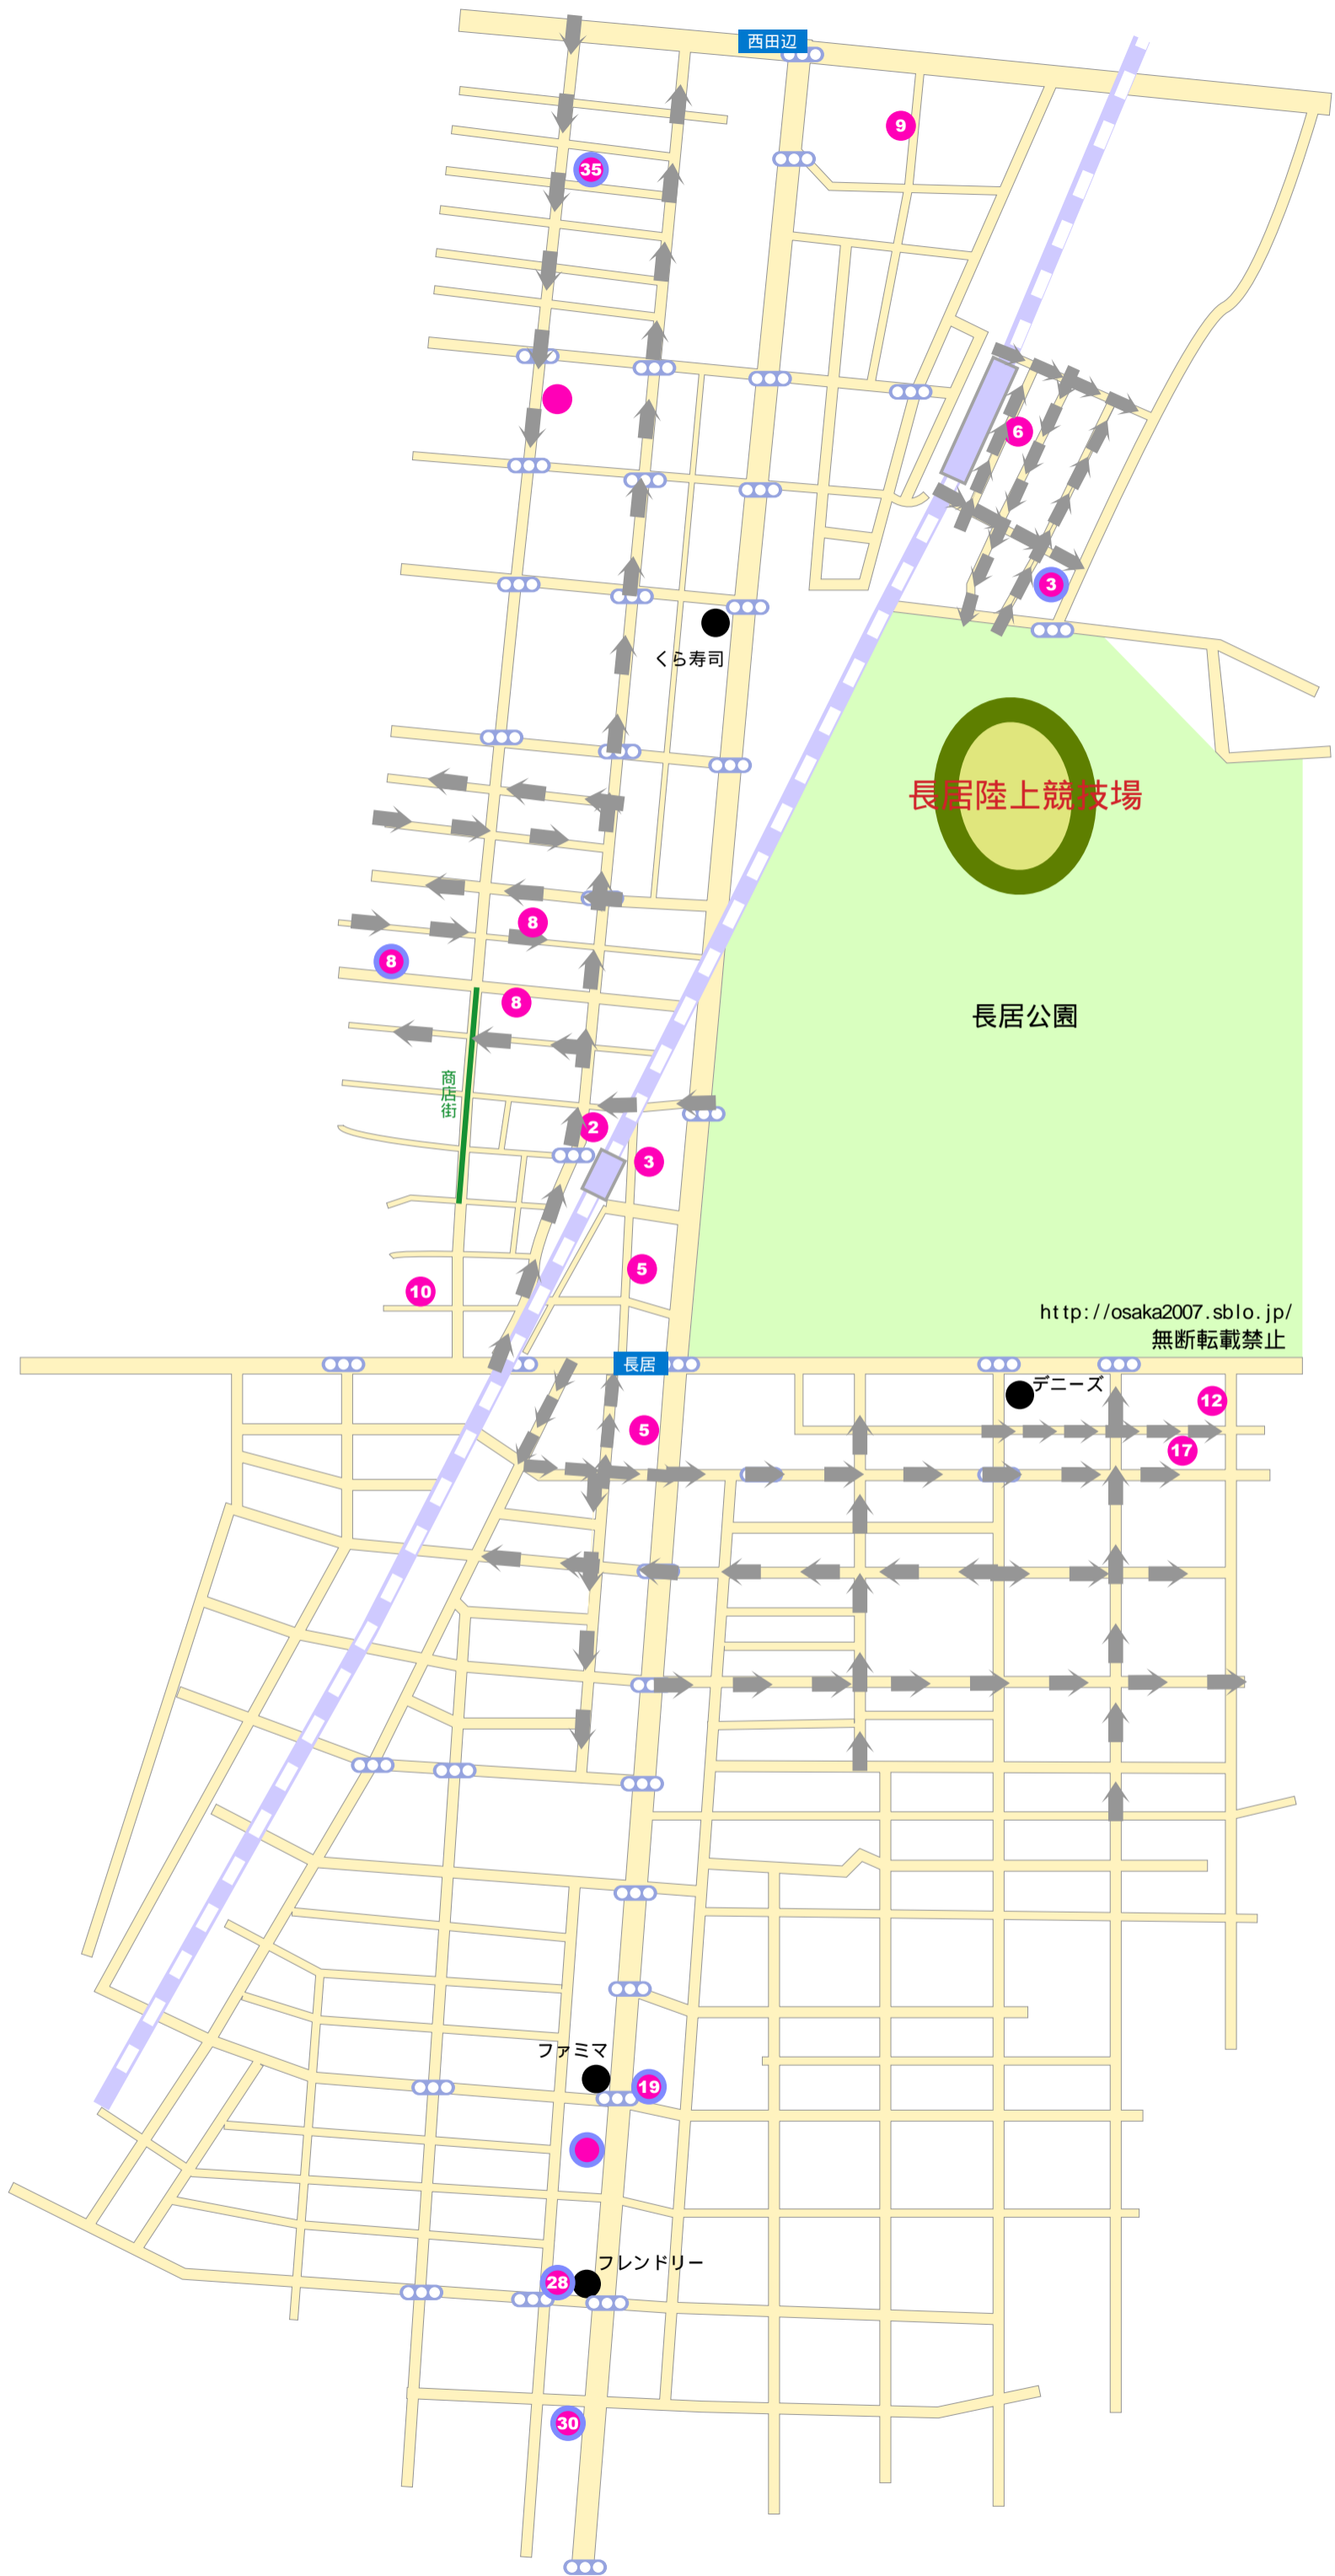 西田辺
9
35
6
3
くら寿司
長居陸上競技場
8
8
8
長居公園
商店街
2
3
5
10
http://osaka2007.sblo.jp/
無断転載禁止
長居
デニーズ
12
5
17
ファミマ
19
フレンドリー
28
30